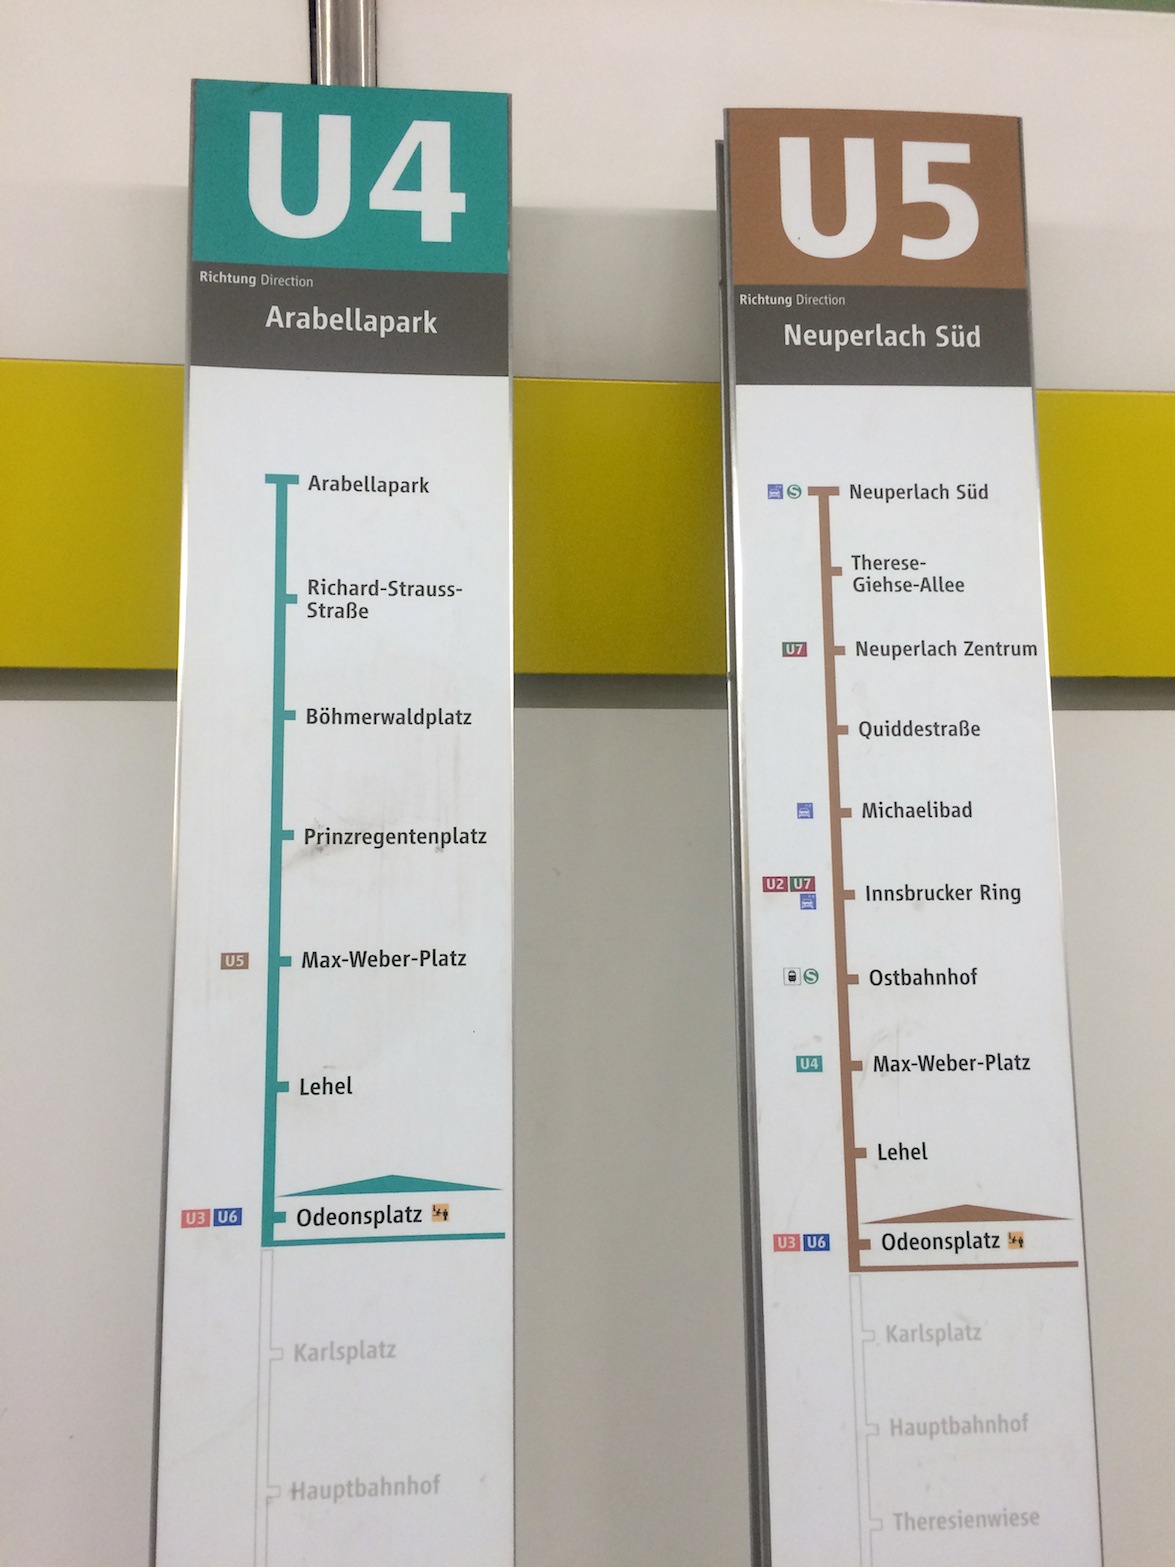 U4
Richtung Direction
Arabellapark
Arabellapark
Richard-Strauss-
Straße
Böhmerwaldplatz
Prinzregentenplatz
U5 Max-Weber-Platz
Lehel
U3 U6 Odeonsplatz
Karlsplatz
Hauptbahnhof
U5
Richtung Direction
Neuperlach Süd
S Neuperlach Süd
Therese-
Giehse-Allee
U7 Neuperlach Zentrum
Quiddestraße
Michaelibad
U2 U7 Innsbrucker Ring
S Ostbahnhof
U4 Max-Weber-Platz
Lehel
U3 U6 Odeonsplatz
Karlsplatz
Hauptbahnhof
Theresienwiese